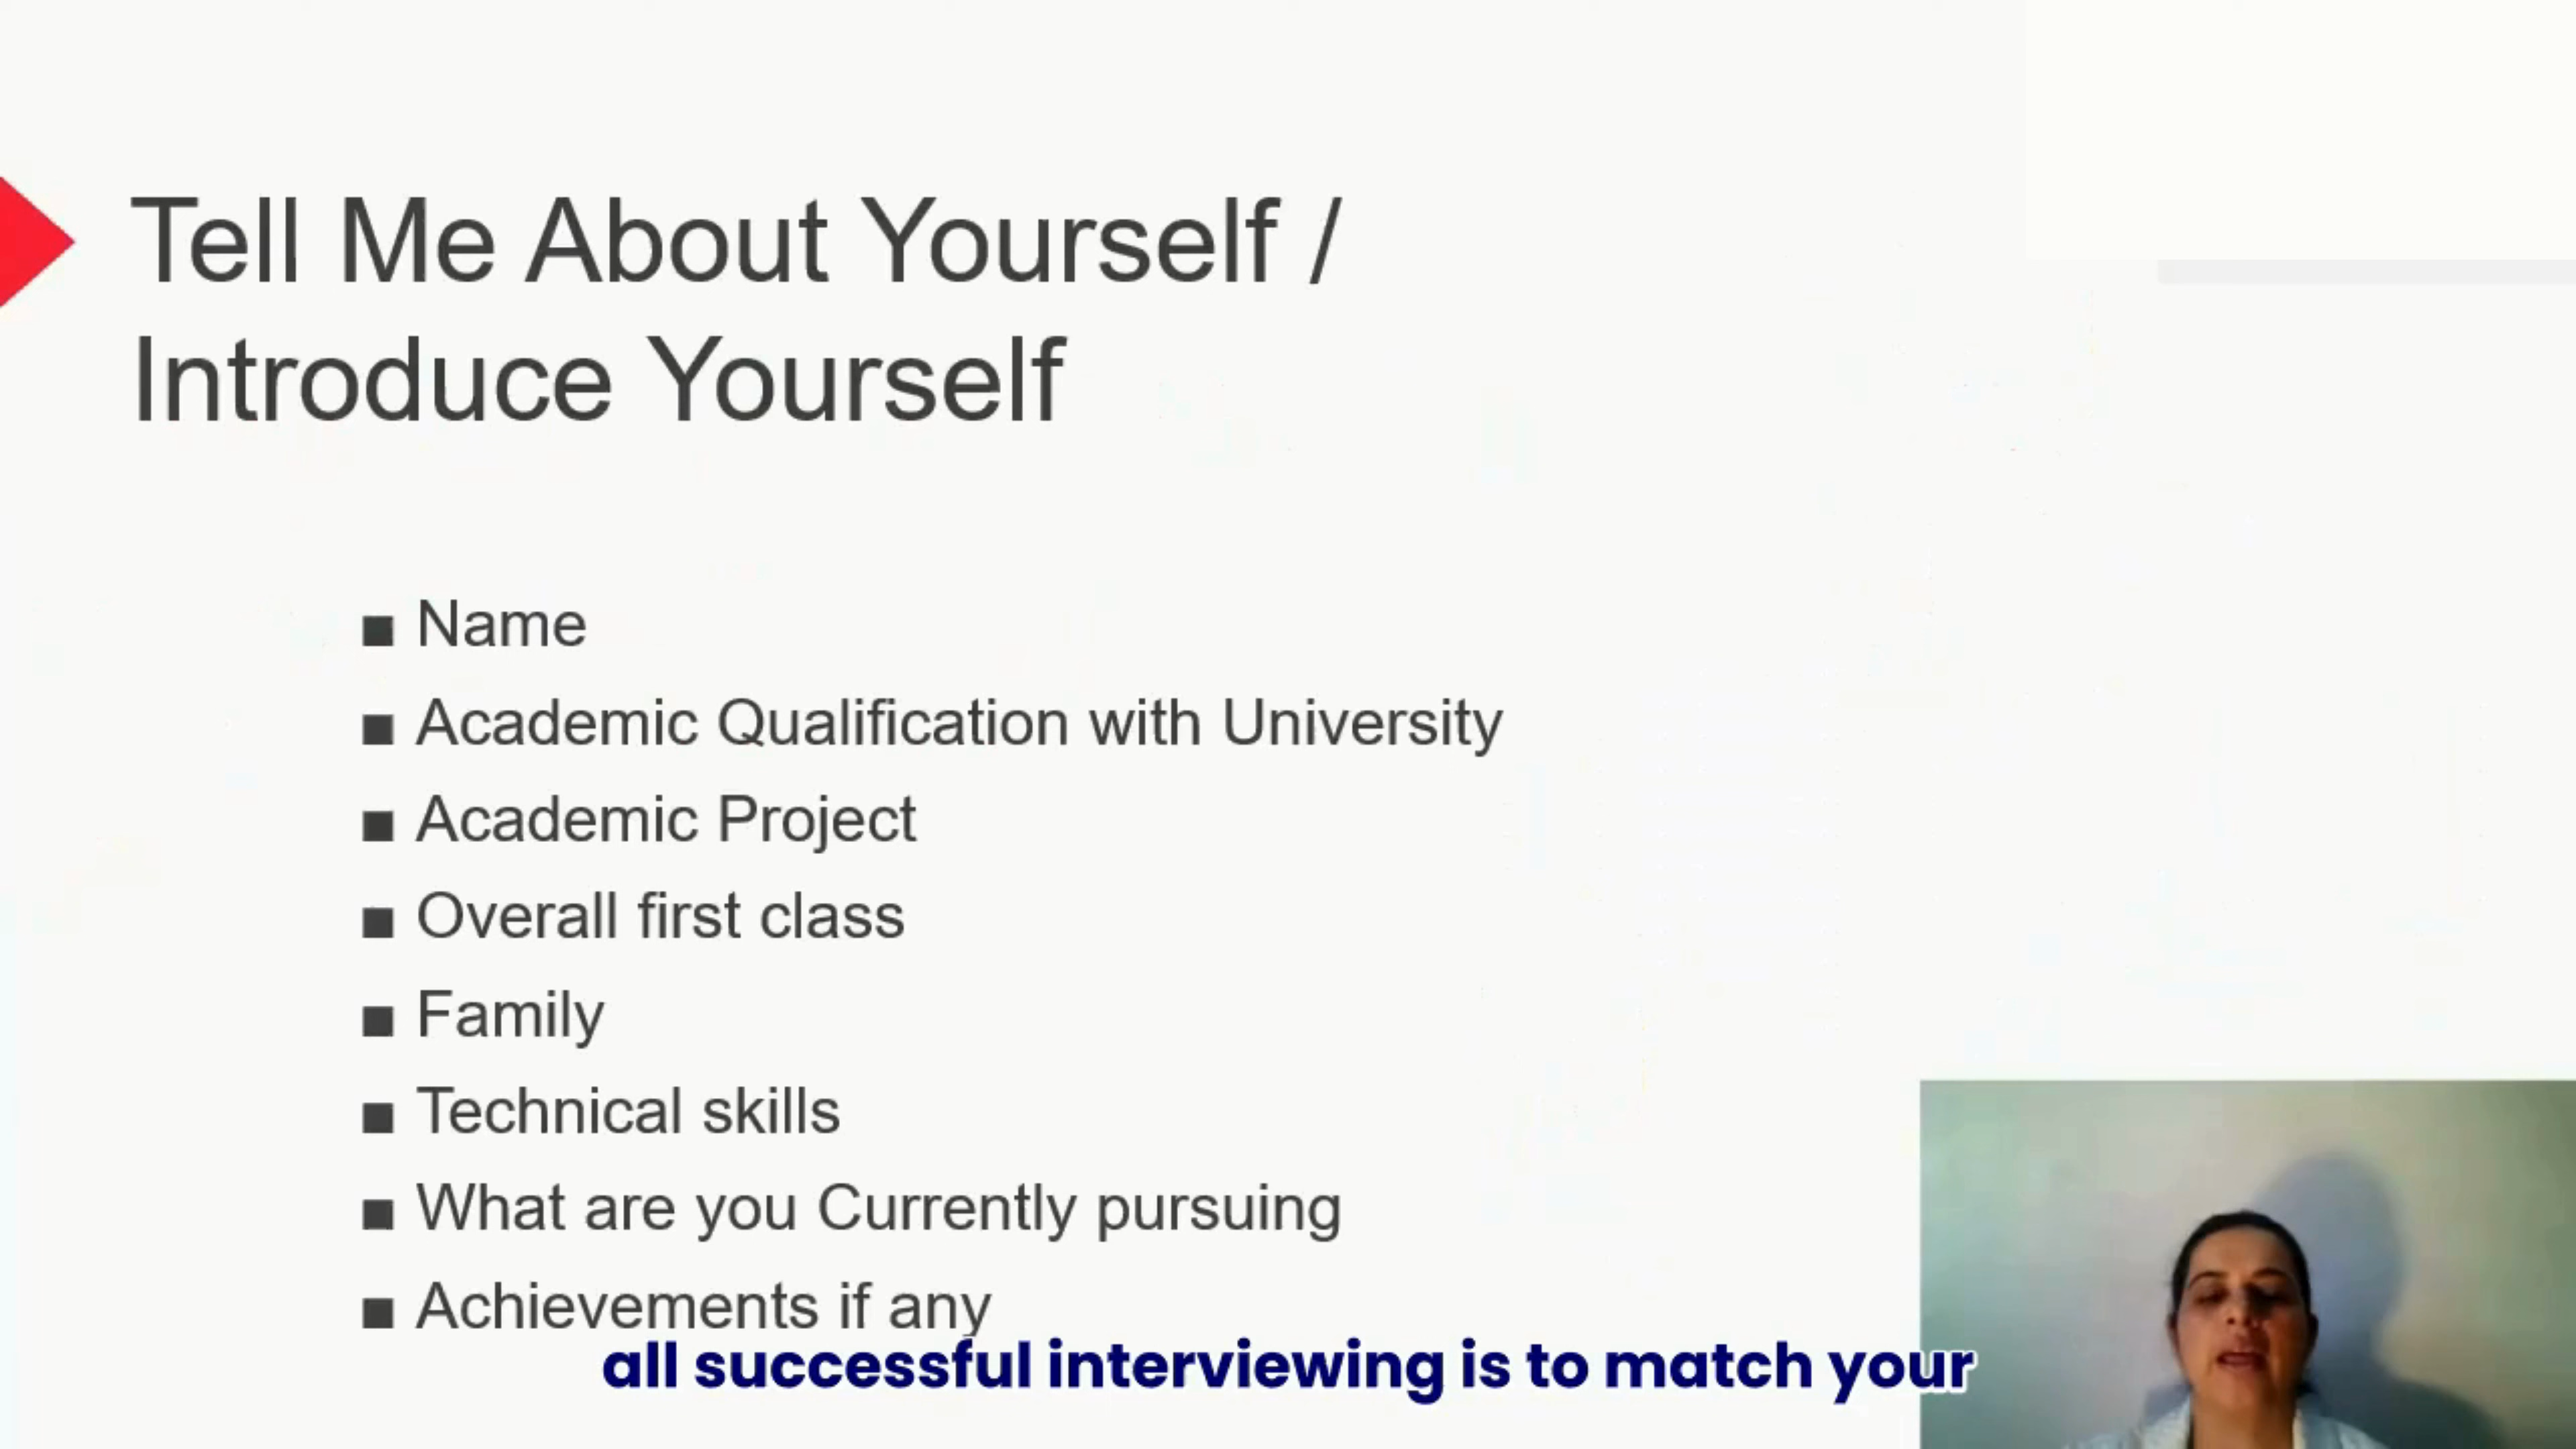 Tell Me About Yourself /
Introduce Yourself
■ Name
■ Academic Qualification with University
■ Academic Project
■ Overall first class
■ Family
■ Technical skills
■ What are you Currently pursuing
■ Achievements if any
all successful interviewing is to match your